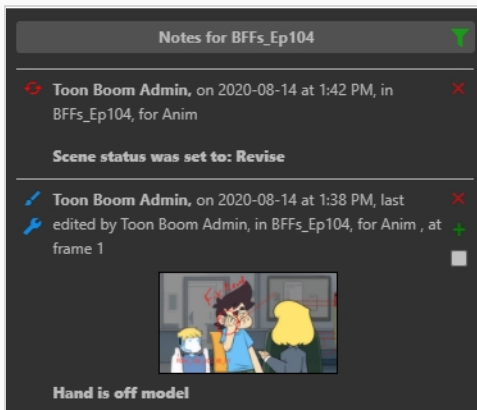 Notes for BFFs_Ep104
Toon Boom Admin, on 2020-08-14 at 1:42 PM, in
BFFs_Ep104, for Anim
Scene status was set to: Revise
Toon Boom Admin, on 2020-08-14 at 1:38 PM, last
edited by Toon Boom Admin, in BFFs_Ep104, for Anim , at
frame 1
Hand is off model